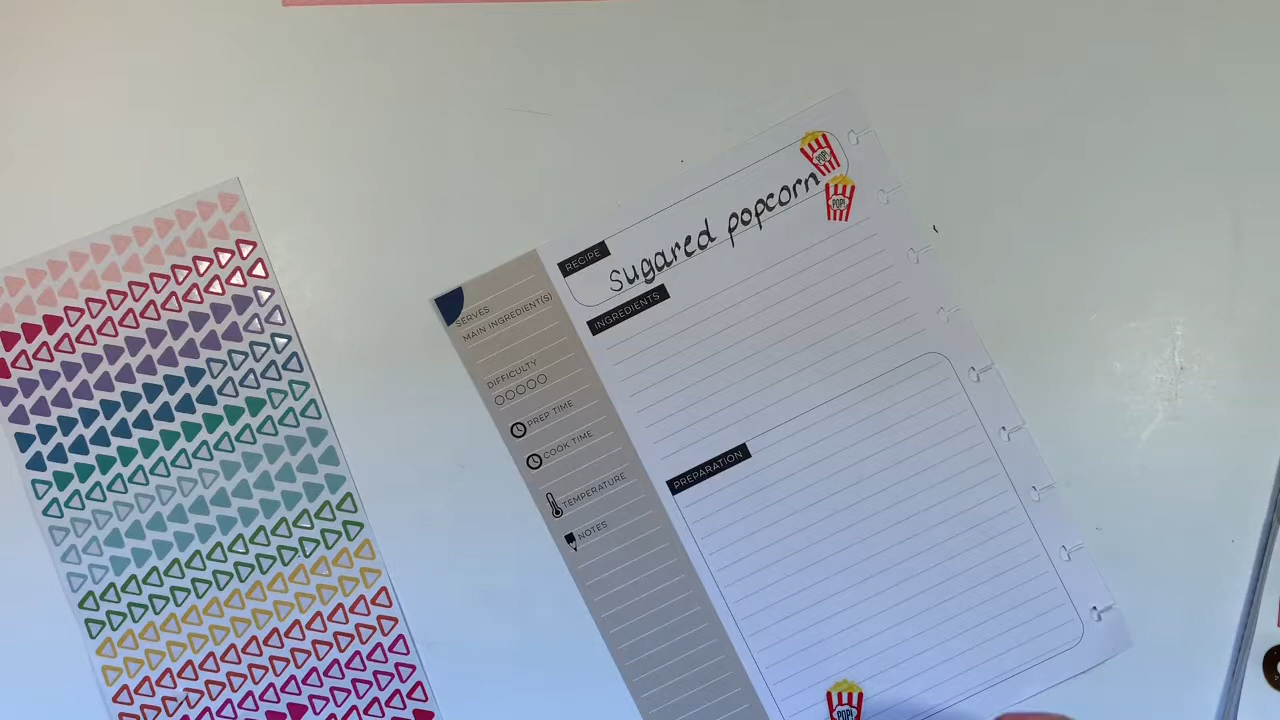 RECIPE
sugared popcorn
POP!
POP!
INGREDIENTS
SERVES
MAIN INGREDIENT(S)
DIFFICULTY
PREP TIME
COOK TIME
TEMPERATURE
NOTES
PREPARATION
POP!